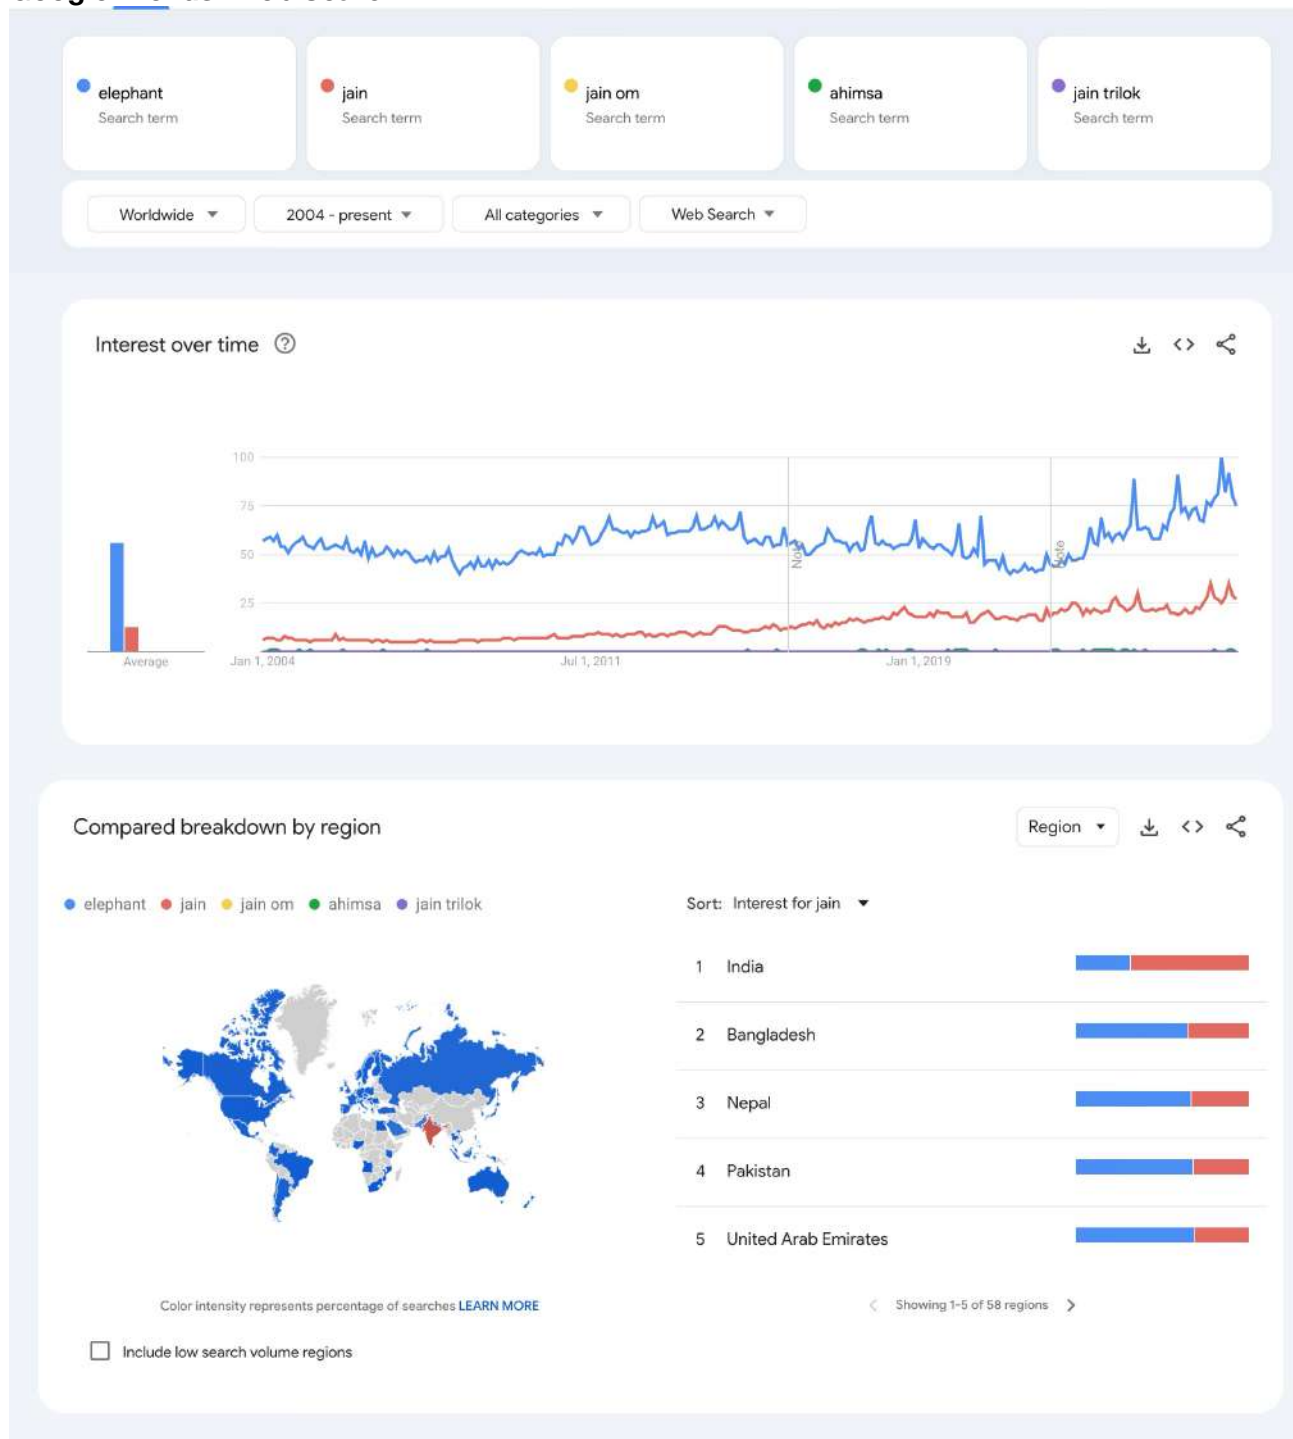 elephant
Search term
jain
Search term
jain om
Search term
ahimsa
Search term
jain trilok
Search term
Worldwide
2004 - present
All categories
Web Search
Interest over time
100
75
50
25
Note
Note
Average
Jan 1, 2004
Jul 1, 2011
Jan 1, 2019
Compared breakdown by region
Region
elephant jain jain om ahimsa jain trilok
Sort: Interest for jain
1 India
2 Bangladesh
3 Nepal
4 Pakistan
5 United Arab Emirates
Color intensity represents percentage of searches LEARN MORE
Showing 1-5 of 58 regions
Include low search volume regions